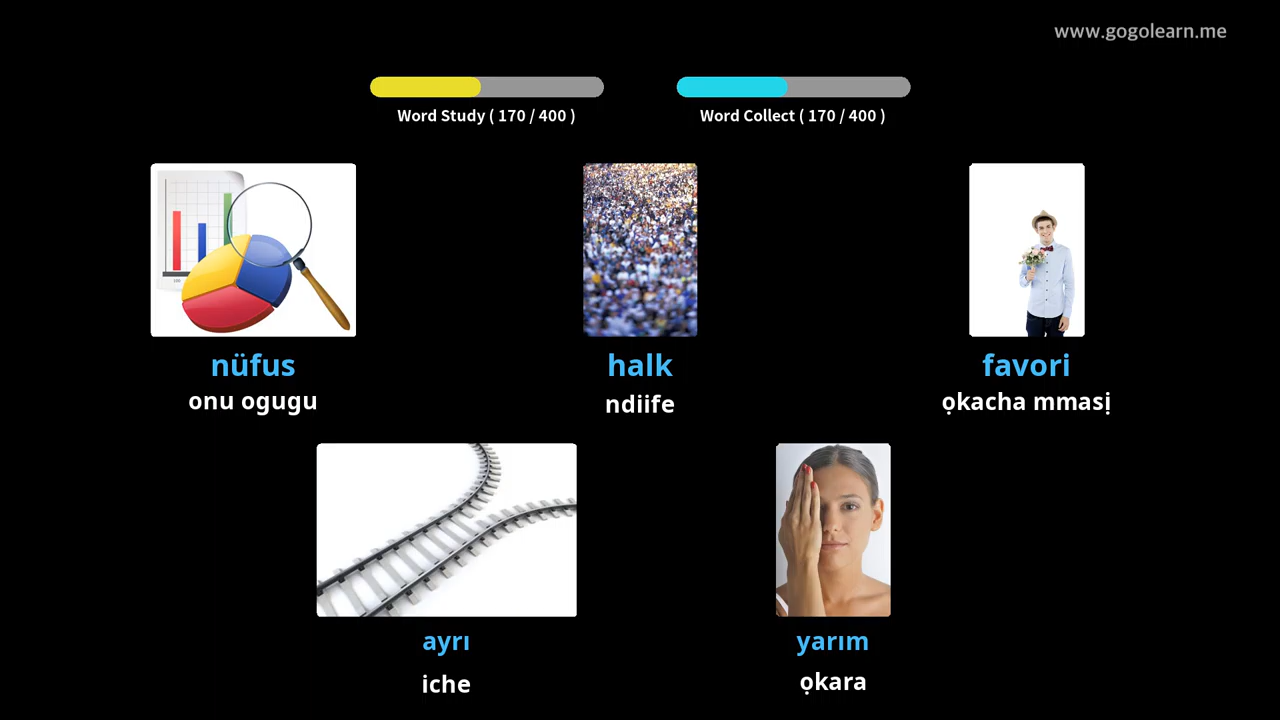 www.gogolearn.me
Word Study ( 170 / 400 )
Word Collect ( 170 / 400 )
nüfus
onu ogugu
halk
ndiife
favori
ọkacha mmasị
ayrı
iche
yarım
ọkara